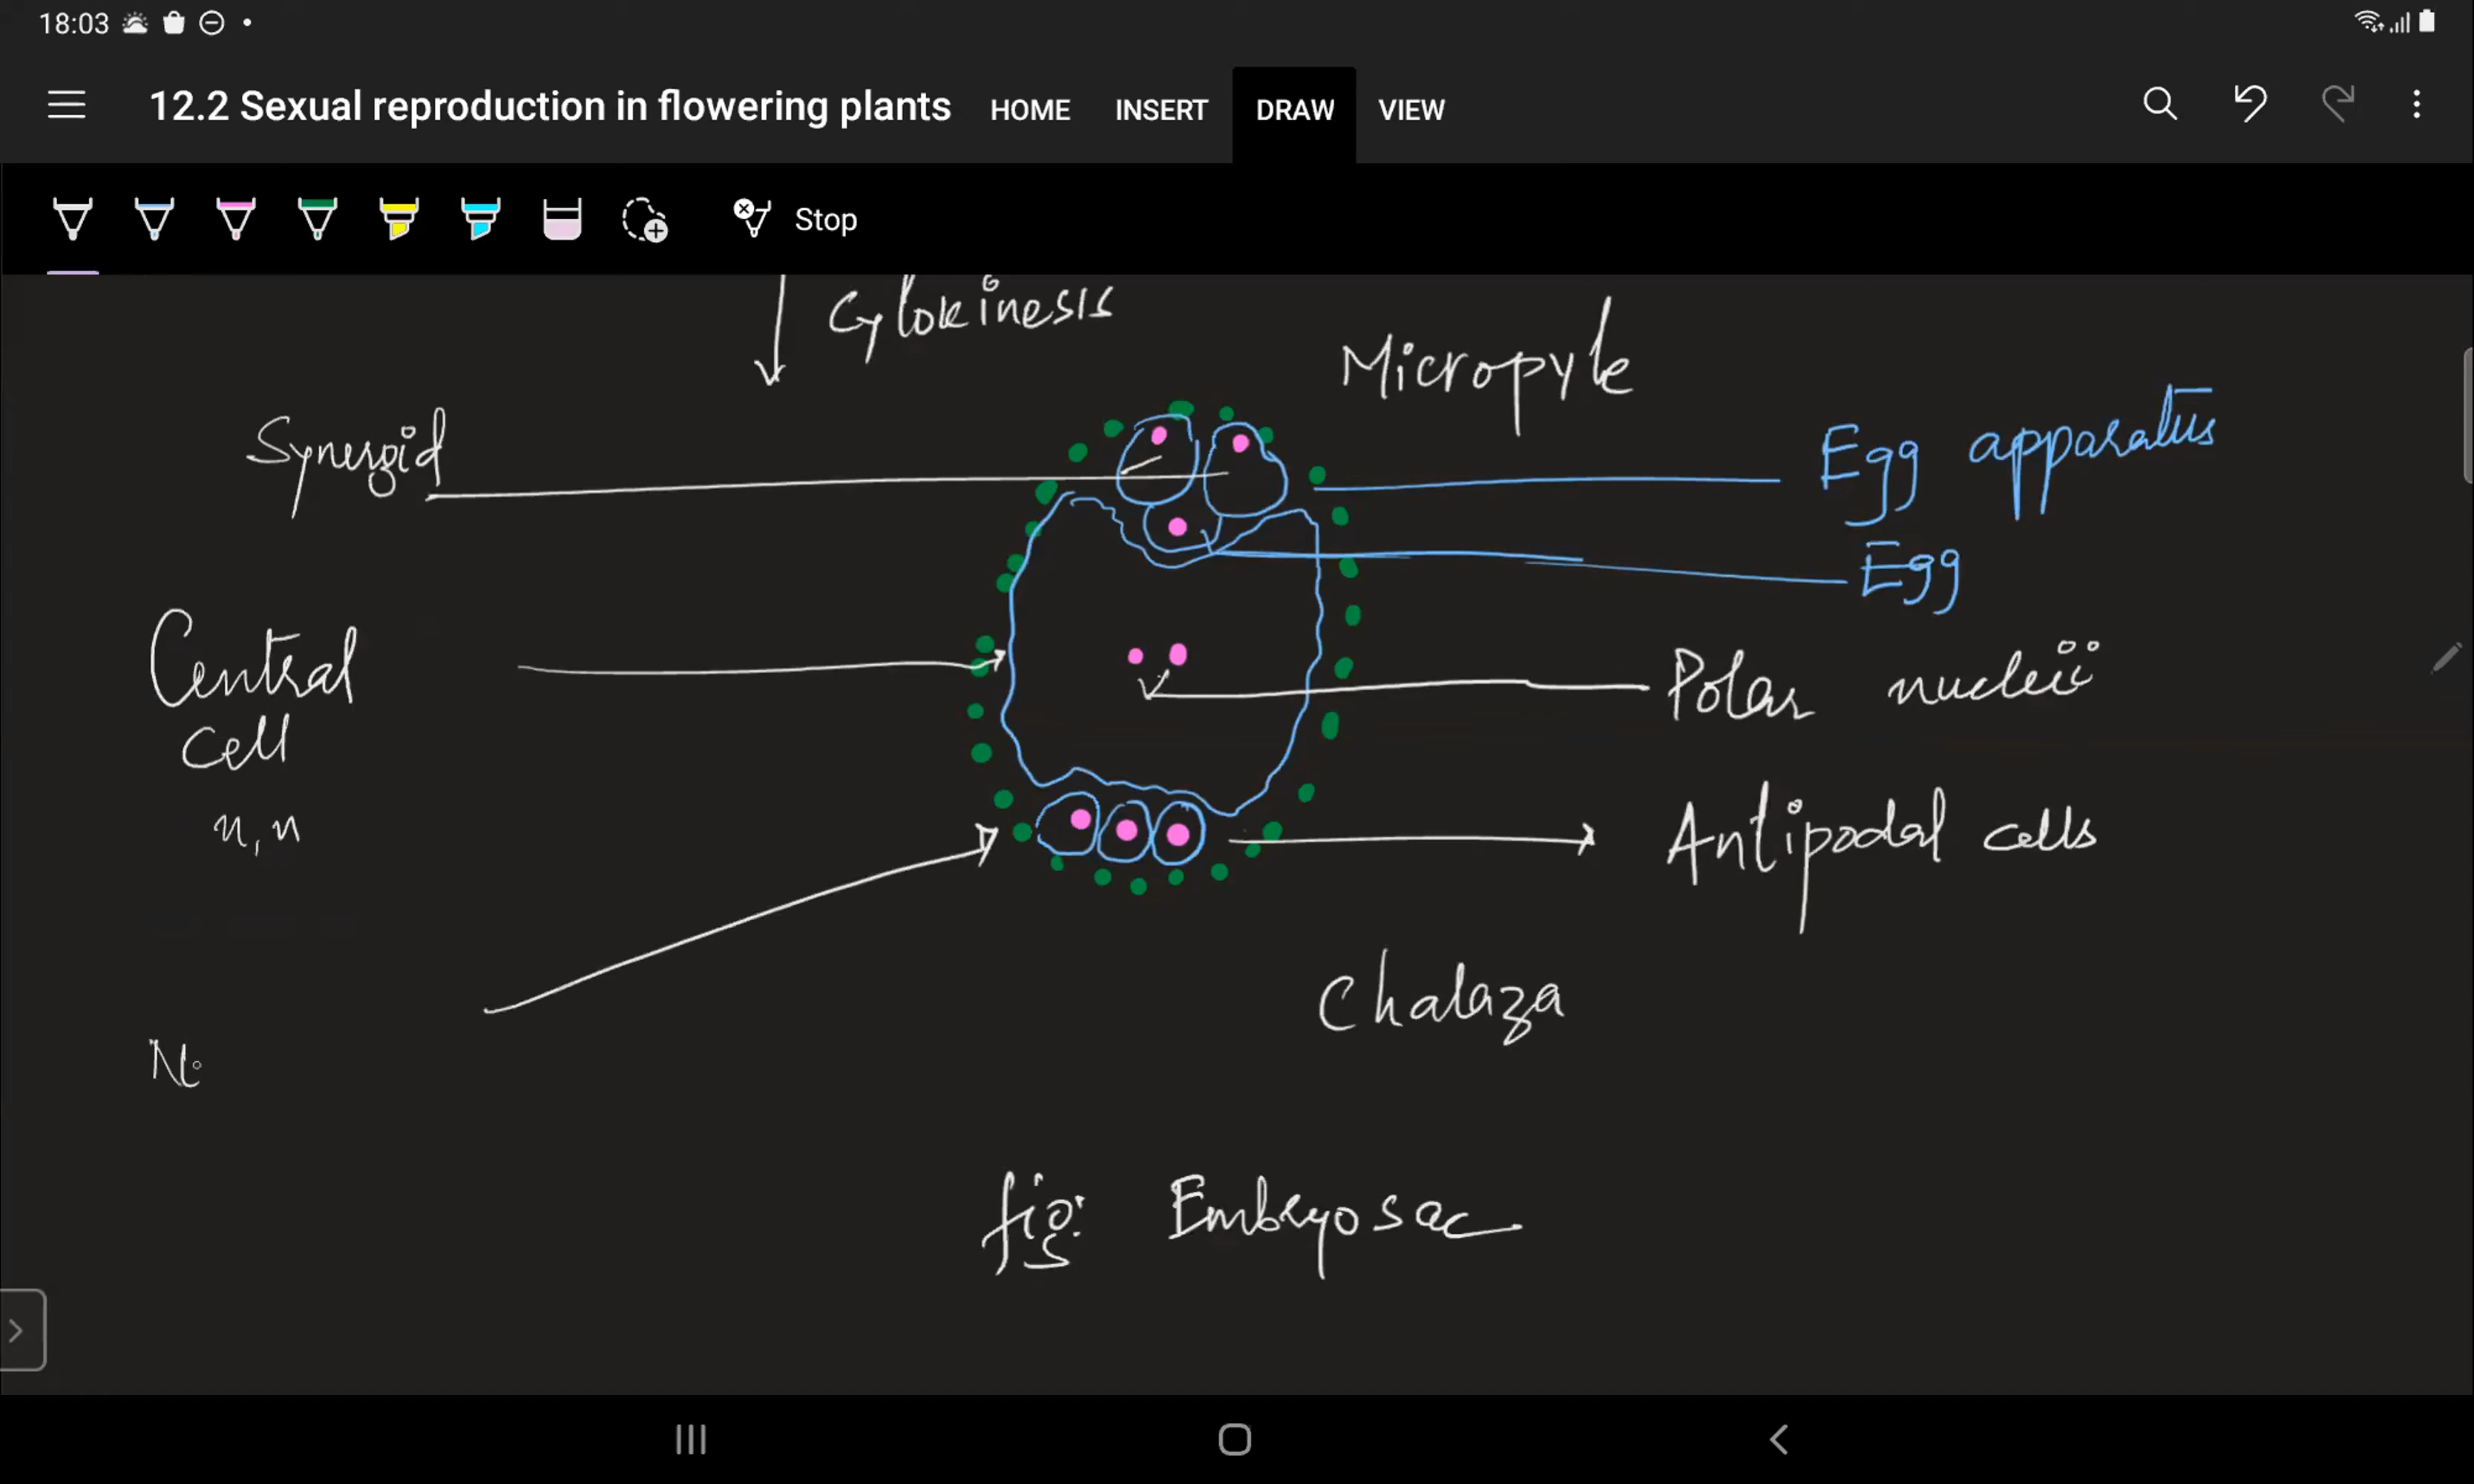 18:03
12.2 Sexual reproduction in flowering plants HOME INSERT DRAW VIEW
Stop
Cytokinesis
Micropyle
Synergid
Egg apparatus
Egg
Central
cell
n, n
Polar nucleii
Antipodal cells
Chalaza
fig: Embryo sac